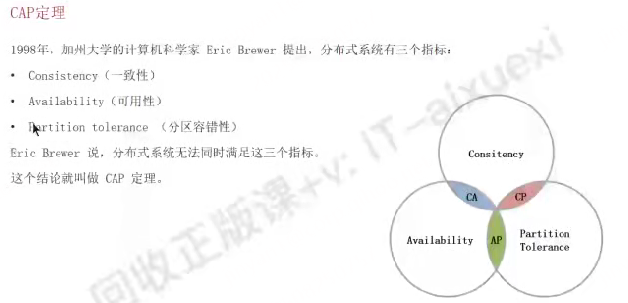 CAP定理
1998年，加州大学的计算机科学家 Eric Brewer 提出，分布式系统有三个指标：
• Consistency（一致性）
• Availability（可用性）
• Partition tolerance （分区容错性）
Eric Brewer 说，分布式系统无法同时满足这三个指标。
这个结论就叫做 CAP 定理。
Consitency
CA
CP
Availability
AP
Partition
Tolerance
回收正版课+v: IT-aixuexi